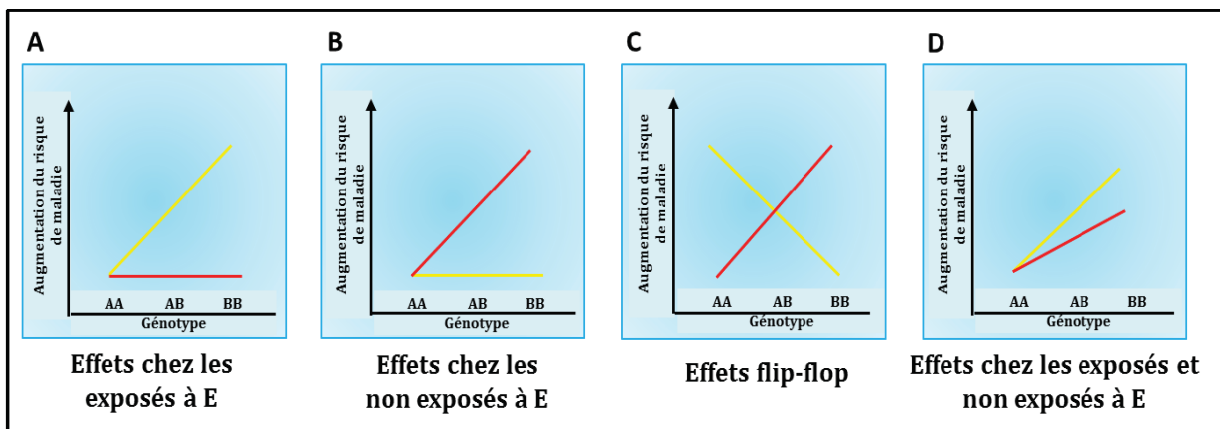 A
B
C
D
Augmentation du risque
de maladie
AA AB BB
Génotype
Effets chez les
exposés à E
Augmentation du risque
de maladie
AA AB BB
Génotype
Effets chez les
non exposés à E
Augmentation du risque
de maladie
AA AB BB
Génotype
Effets flip-flop
Augmentation du risque
de maladie
AA AB BB
Génotype
Effets chez les exposés et
non exposés à E